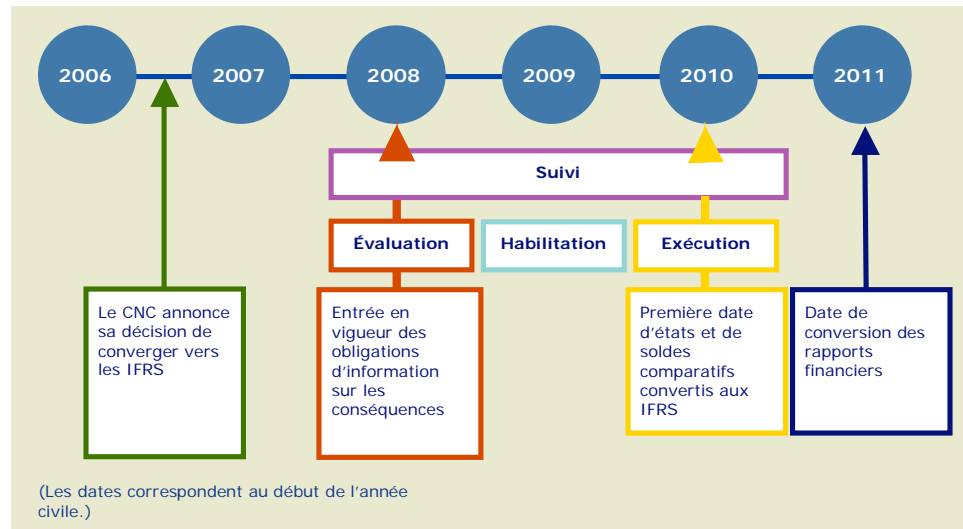 2006 2007 2008 2009 2010 2011
Suivi
Évaluation Habilitation Exécution
Le CNC annonce
sa décision de
converger vers
les IFRS
Entrée en
vigueur des
obligations
d'information
sur les
conséquences
Première date
d'états et de
soldes
comparatifs
convertis aux
IFRS
Date de
conversion des
rapports
financiers
(Les dates correspondent au début de l'année
civile.)